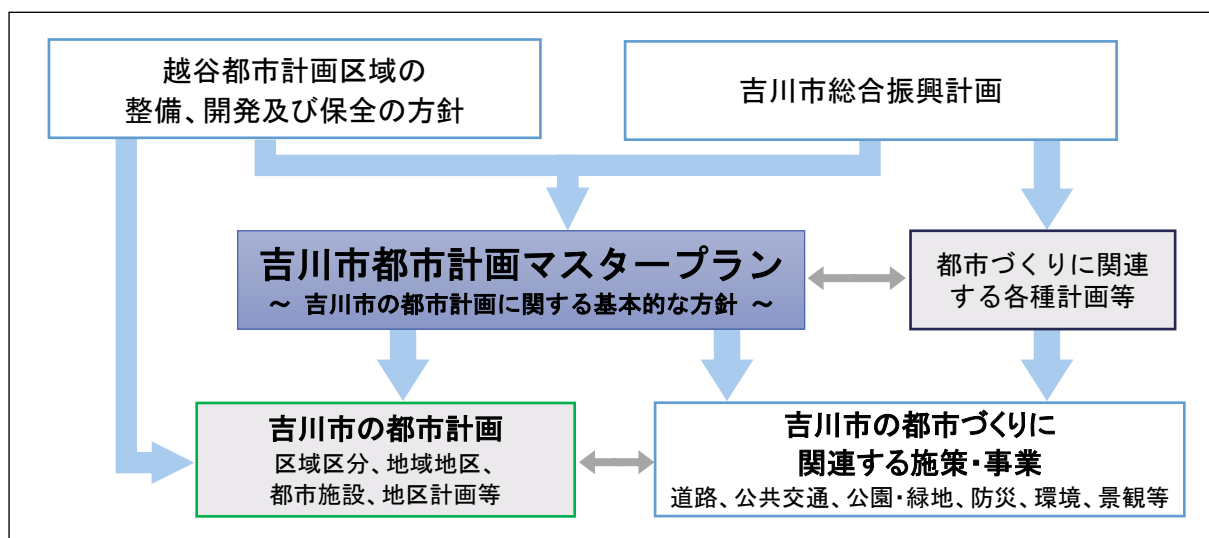 越谷都市計画区域の
整備、開発及び保全の方針
吉川市総合振興計画
吉川市都市計画マスタープラン
～ 吉川市の都市計画に関する基本的な方針 ～
都市づくりに関連
する各種計画等
吉川市の都市計画
区域区分、地域地区、
都市施設、地区計画等
吉川市の都市づくりに
関連する施策・事業
道路、公共交通、公園・緑地、防災、環境、景観等